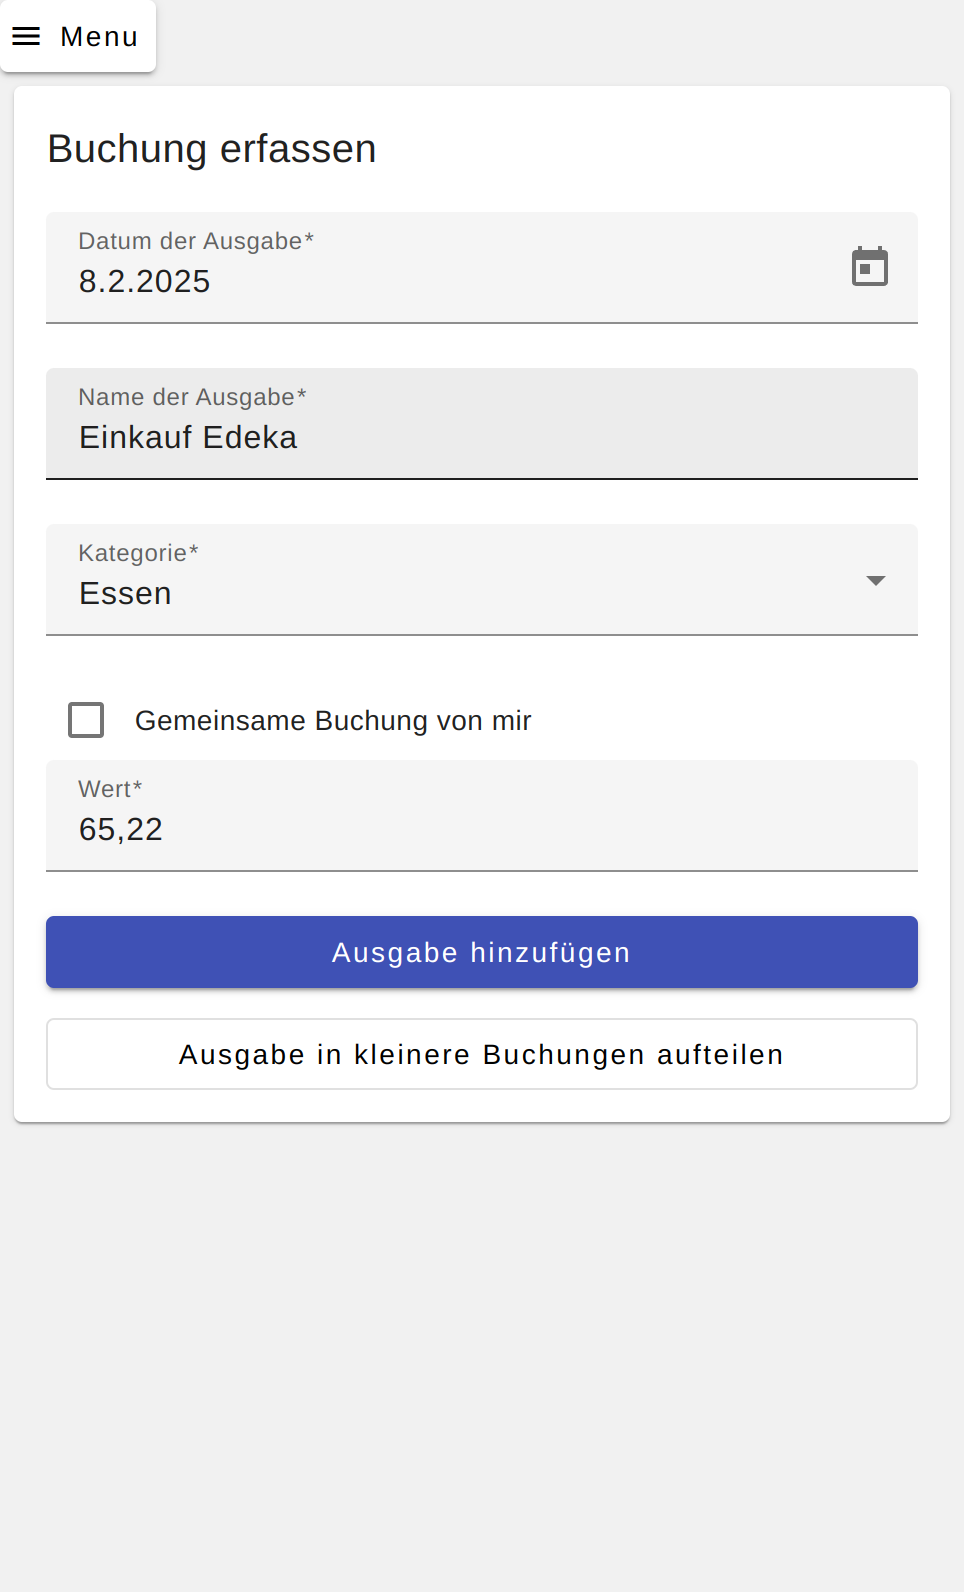 Menu
Buchung erfassen
Datum der Ausgabe*
8.2.2025
Name der Ausgabe*
Einkauf Edeka
Kategorie*
Essen
Gemeinsame Buchung von mir
Wert*
65,22
Ausgabe hinzufügen
Ausgabe in kleinere Buchungen aufteilen